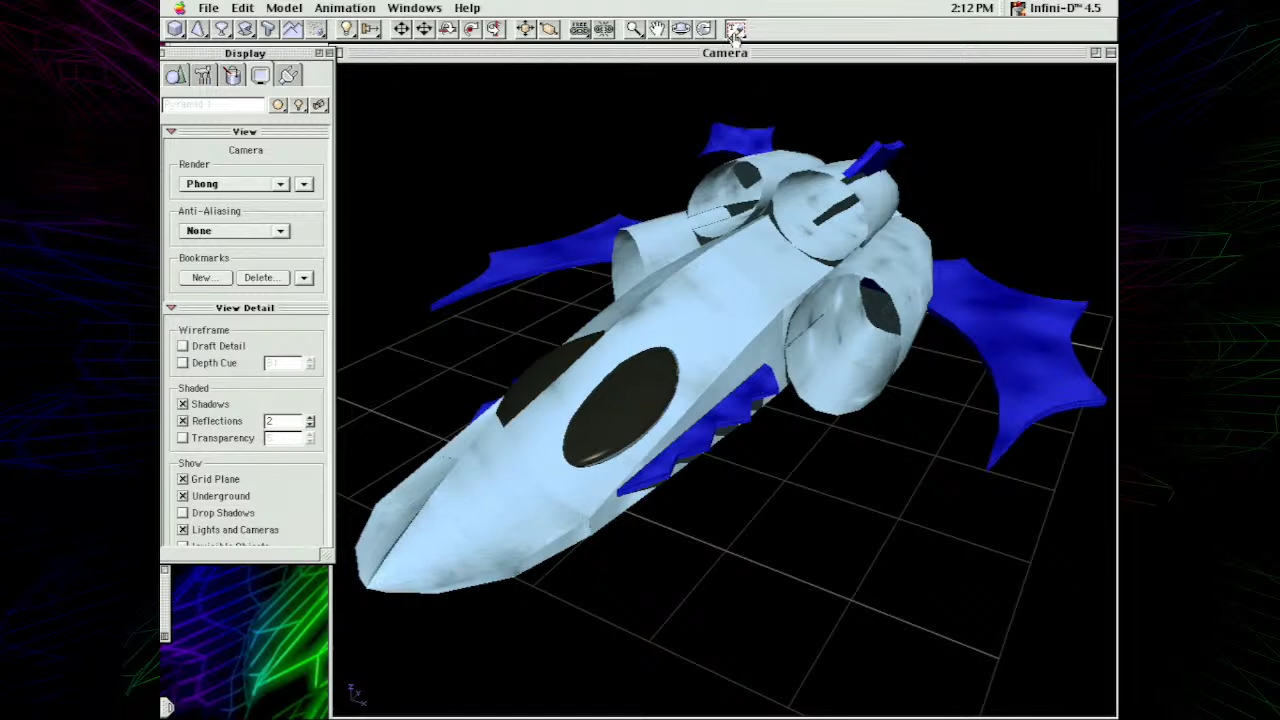 File Edit Model Animation Windows Help 2:12 PM Infini-D™ 4.5
Display
Camera
Pyramid 1
View
Camera
Render
Phong
Anti-Aliasing
None
Bookmarks
New... Delete...
View Detail
Wireframe
Draft Detail
Depth Cue
Shaded
Shadows
Reflections 2
Transparency
Show
Grid Plane
Underground
Drop Shadows
Lights and Cameras